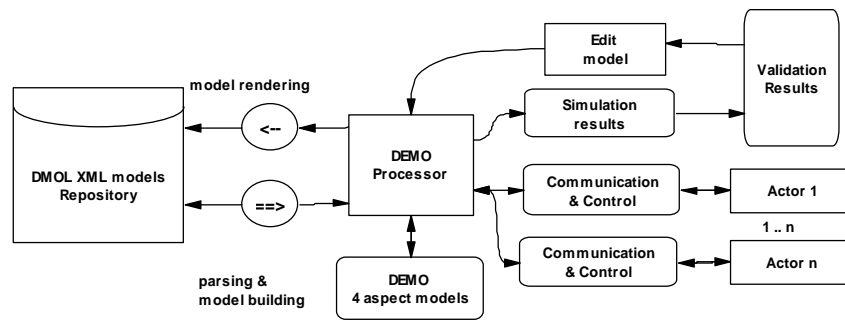 Edit
model
Validation
Results
model rendering
Simulation
results
<--
DEMO
Processor
DMOL XML models
Repository
==>
Communication
& Control
Actor 1
1 .. n
Communication
& Control
Actor n
parsing &
model building
DEMO
4 aspect models